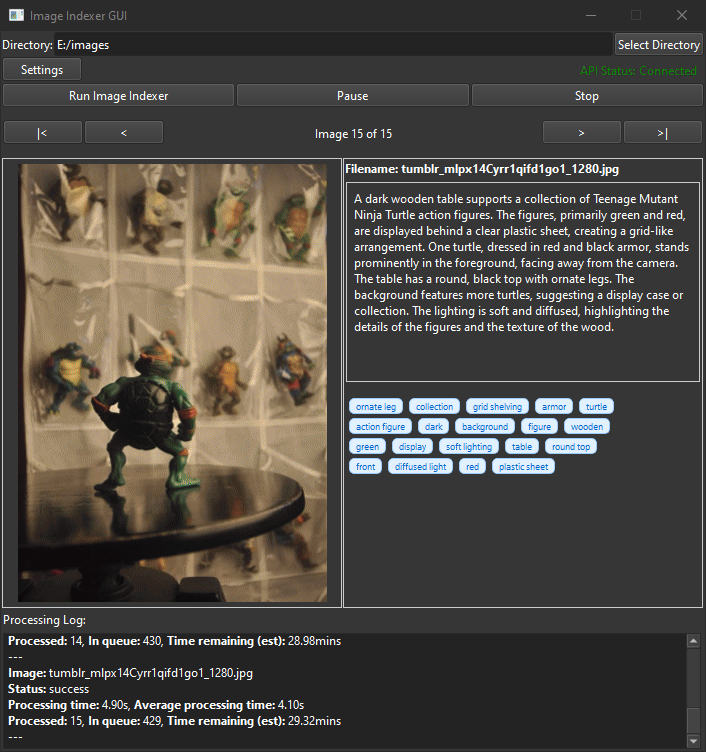 Image Indexer GUI
Directory: E:/images Select Directory
Settings API Status: Connected
Run Image Indexer Pause Stop
|< < Image 15 of 15 > >|
Filename: tumblr_mlpx14Cyrr1qifd1go1_1280.jpg
A dark wooden table supports a collection of Teenage Mutant
Ninja Turtle action figures. The figures, primarily green and red,
are displayed behind a clear plastic sheet, creating a grid-like
arrangement. One turtle, dressed in red and black armor, stands
prominently in the foreground, facing away from the camera.
The table has a round, black top with ornate legs. The
background features more turtles, suggesting a display case or
collection. The lighting is soft and diffused, highlighting the
details of the figures and the texture of the wood.
ornate leg collection grid shelving armor turtle
action figure dark background figure wooden
green display soft lighting table round top
front diffused light red plastic sheet
Processing Log:
Processed: 14, In queue: 430, Time remaining (est): 28.98mins
---
Image: tumblr_mlpx14Cyrr1qifd1go1_1280.jpg
Status: success
Processing time: 4.90s, Average processing time: 4.10s
Processed: 15, In queue: 429, Time remaining (est): 29.32mins
---